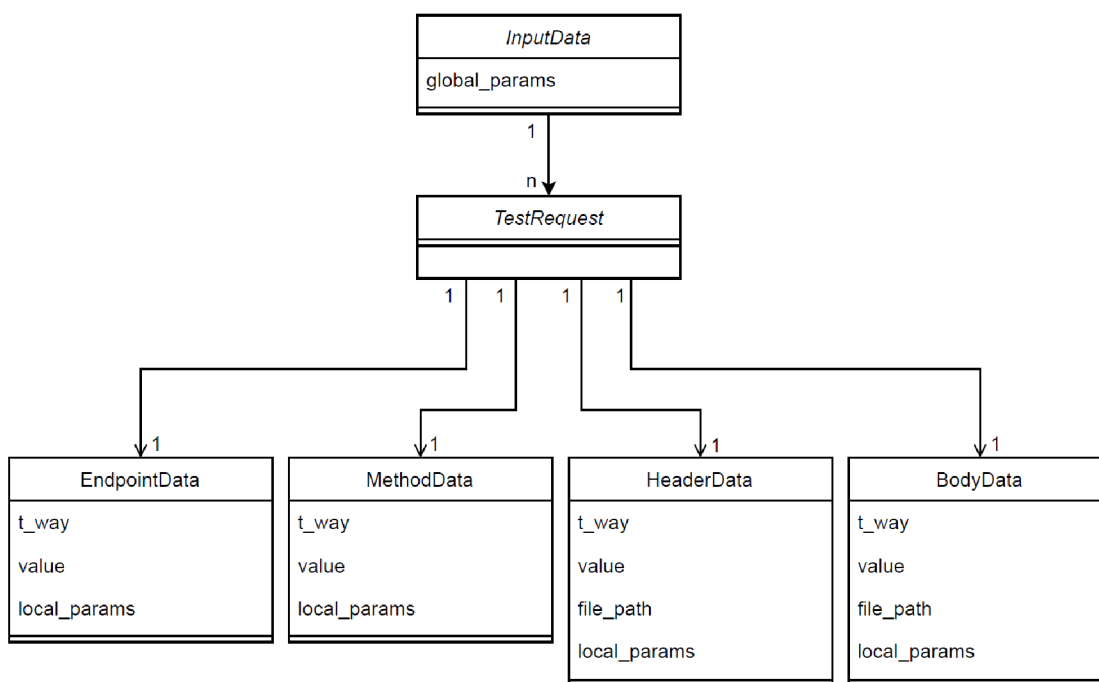 InputData
global_params
1
n
TestRequest
1 1 1 1
1 1 1 1
EndpointData
t_way
value
local_params
MethodData
t_way
value
local_params
HeaderData
t_way
value
file_path
local_params
BodyData
t_way
value
file_path
local_params